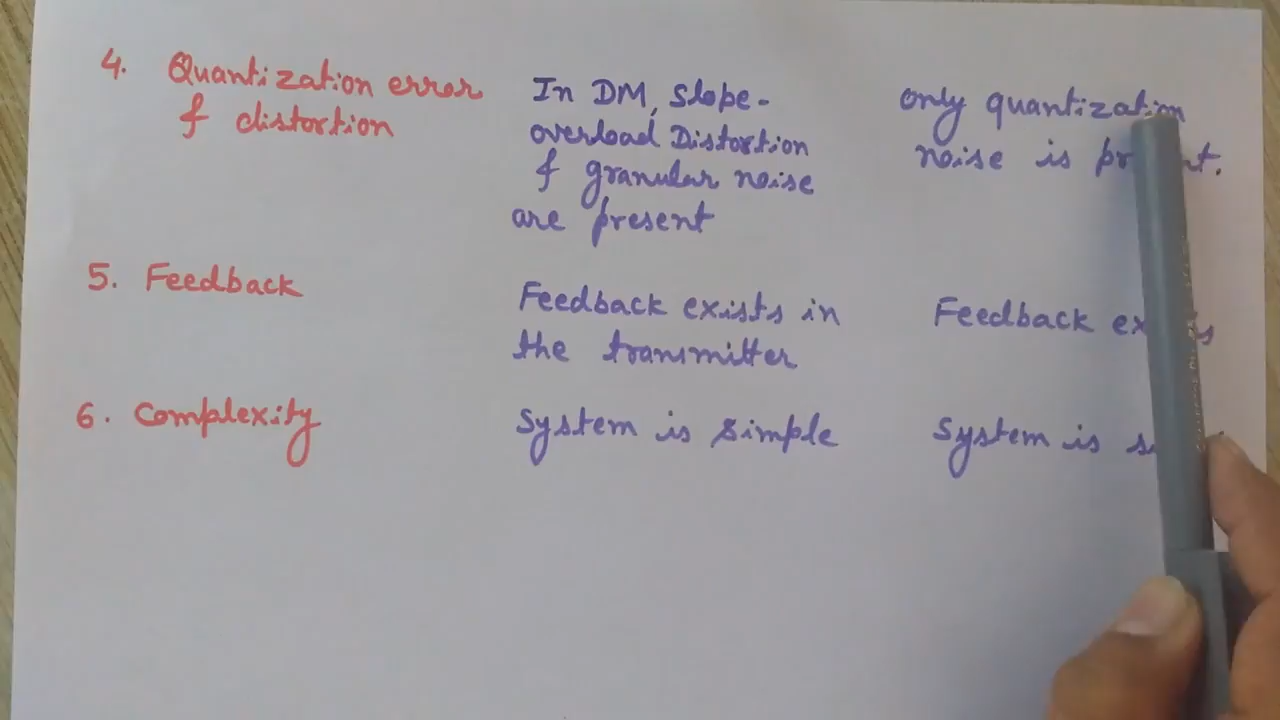 4. Quantization error
& distortion
In DM, Slope-
overload Distortion
& granular noise
are present
only quantization
noise is
5. Feedback
Feedback exists in
the transmitter
Feedback
6. Complexity
System is simple
System is